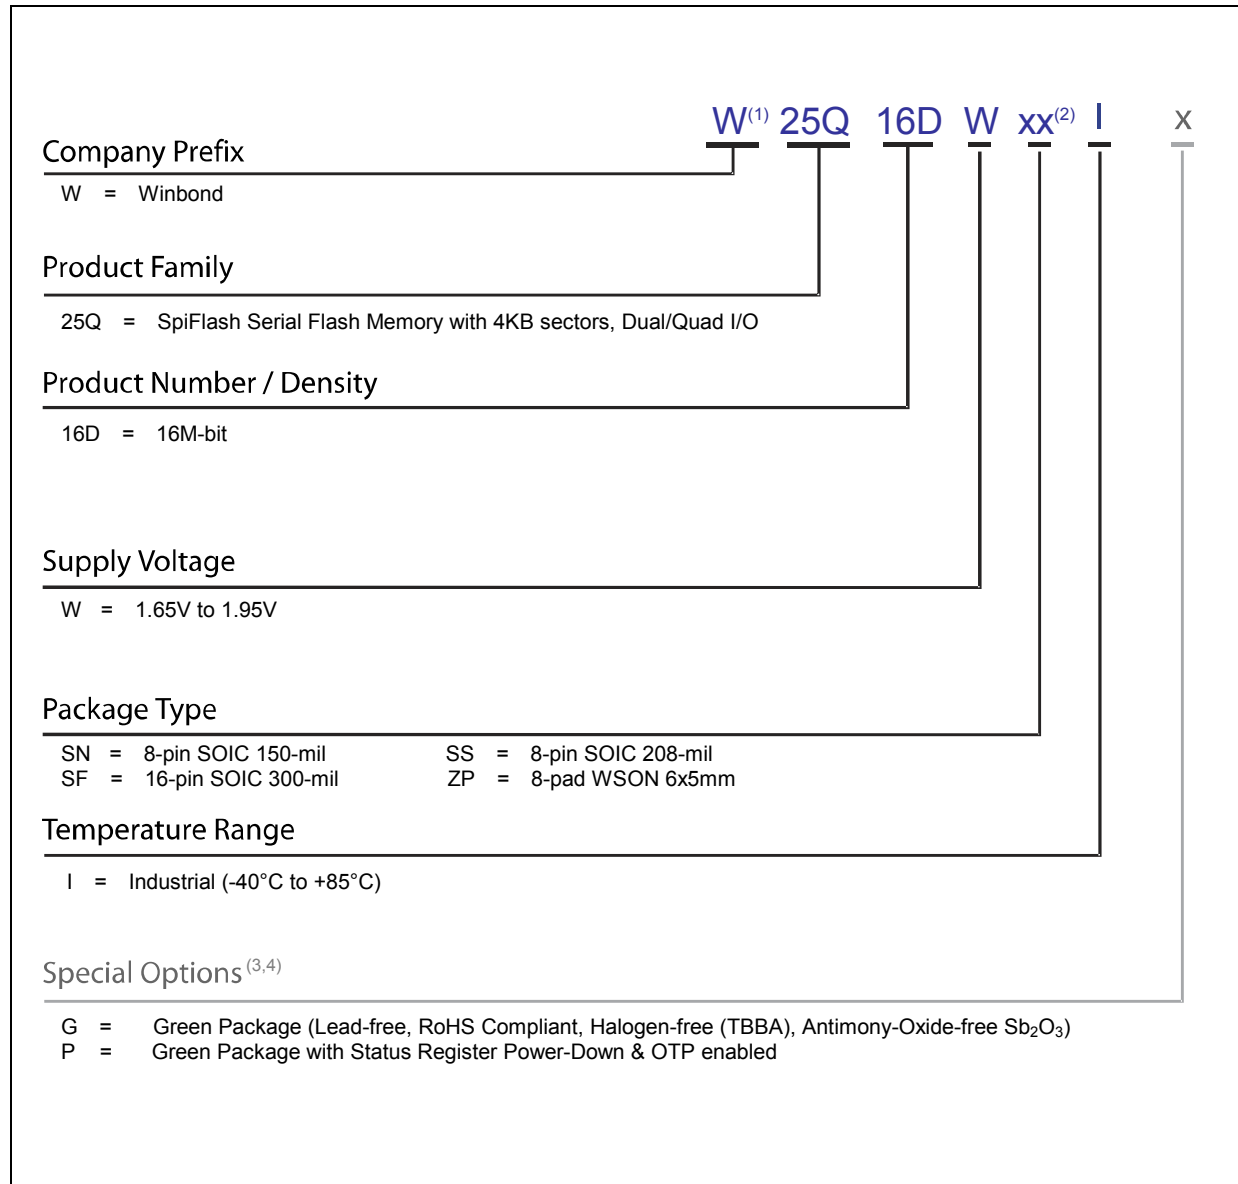 W(1) 25Q 16D W xx(2) I x
Company Prefix
W = Winbond
Product Family
25Q = SpiFlash Serial Flash Memory with 4KB sectors, Dual/Quad I/O
Product Number / Density
16D = 16M-bit
Supply Voltage
W = 1.65V to 1.95V
Package Type
SN = 8-pin SOIC 150-mil SS = 8-pin SOIC 208-mil
SF = 16-pin SOIC 300-mil ZP = 8-pad WSON 6x5mm
Temperature Range
I = Industrial (-40°C to +85°C)
Special Options (3,4)
G = Green Package (Lead-free, RoHS Compliant, Halogen-free (TBBA), Antimony-Oxide-free Sb₂O₃)
P = Green Package with Status Register Power-Down & OTP enabled